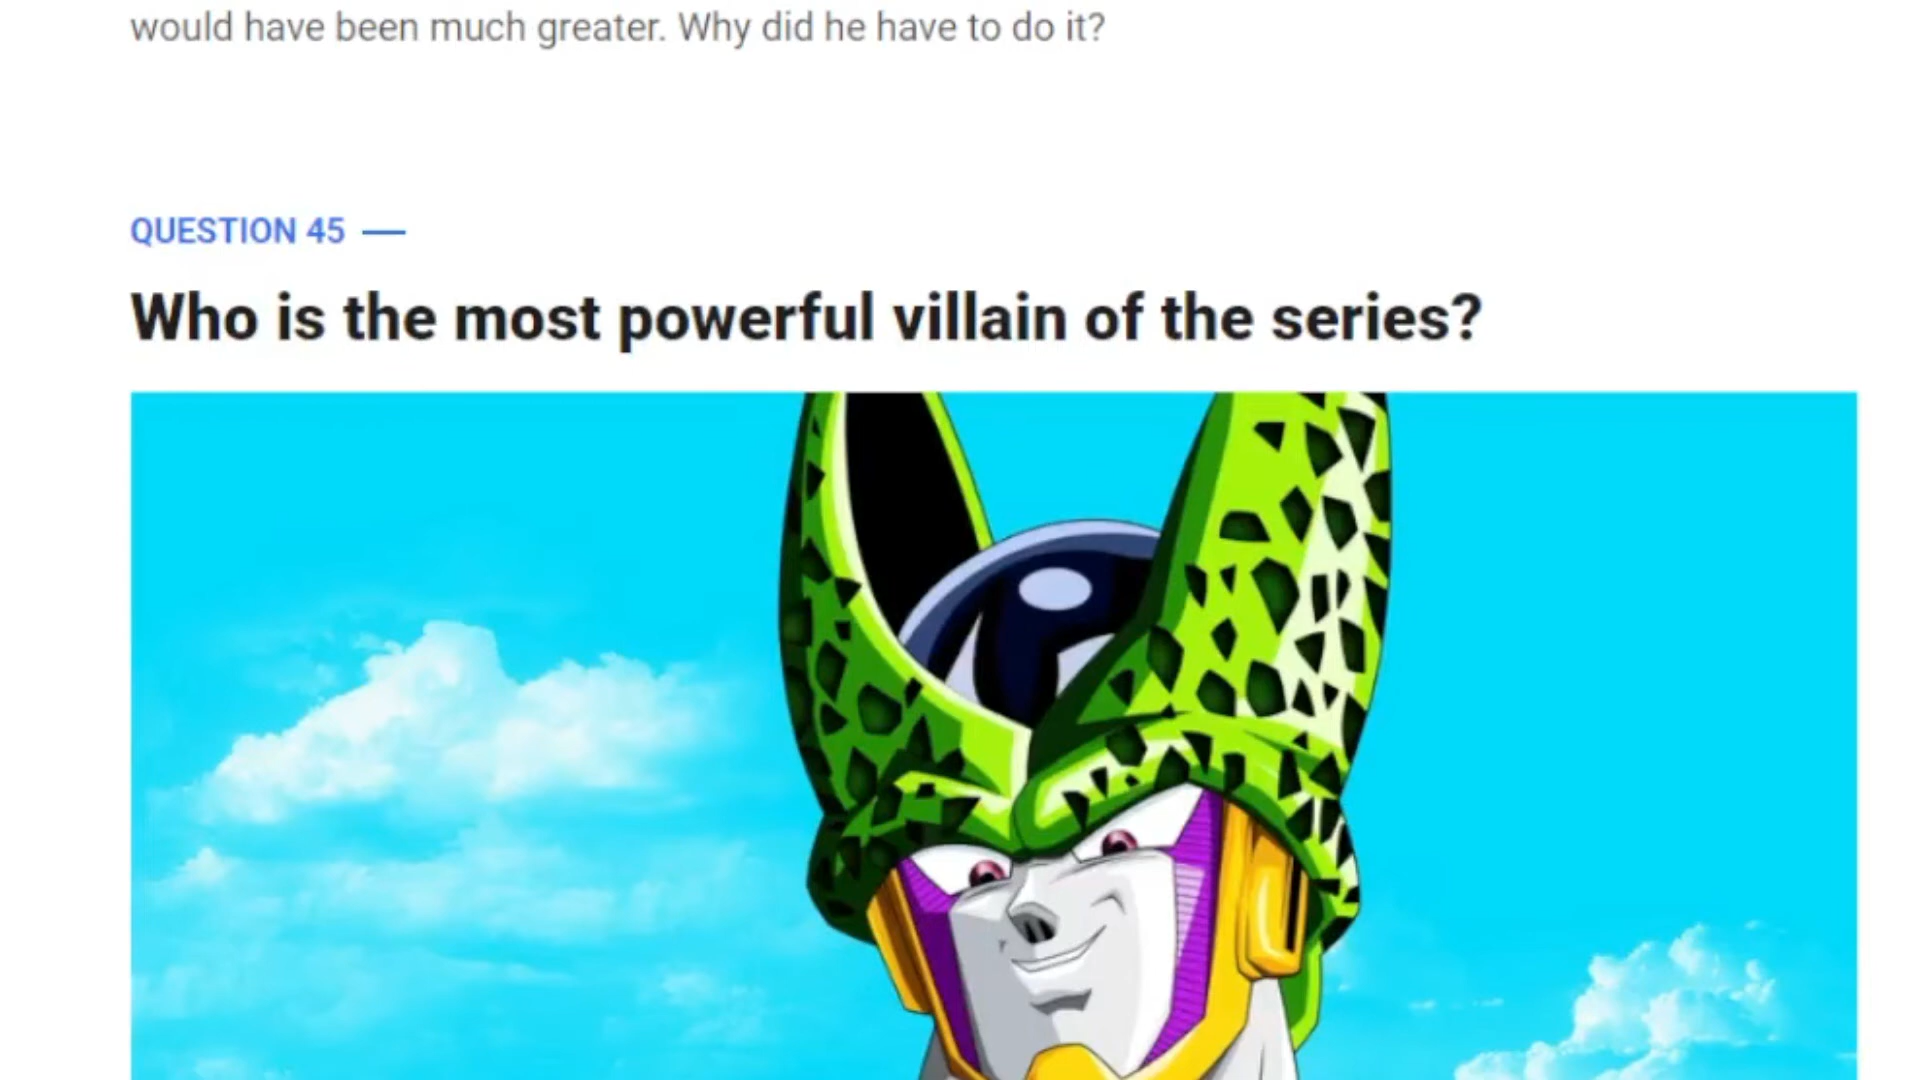 would have been much greater. Why did he have to do it?
QUESTION 45 —
Who is the most powerful villain of the series?